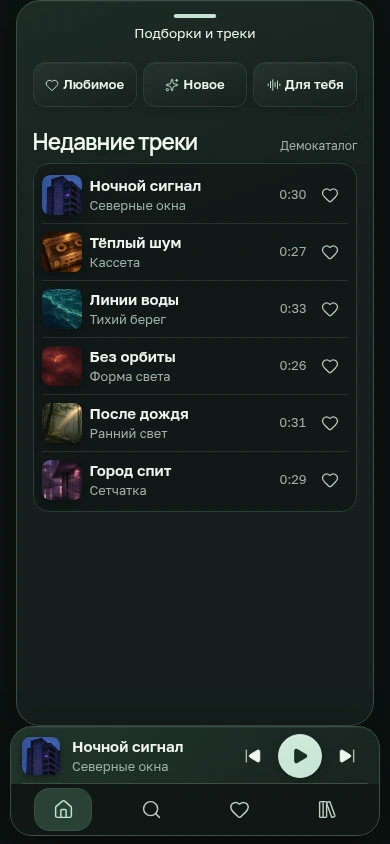 Подборки и треки
Любимое
Новое
Для тебя
Недавние треки
Демокаталог
Ночной сигнал
Северные окна
0:30
Тёплый шум
Кассета
0:27
Линии воды
Тихий берег
0:33
Без орбиты
Форма света
0:26
После дождя
Ранний свет
0:31
Город спит
Сетчатка
0:29
Ночной сигнал
Северные окна